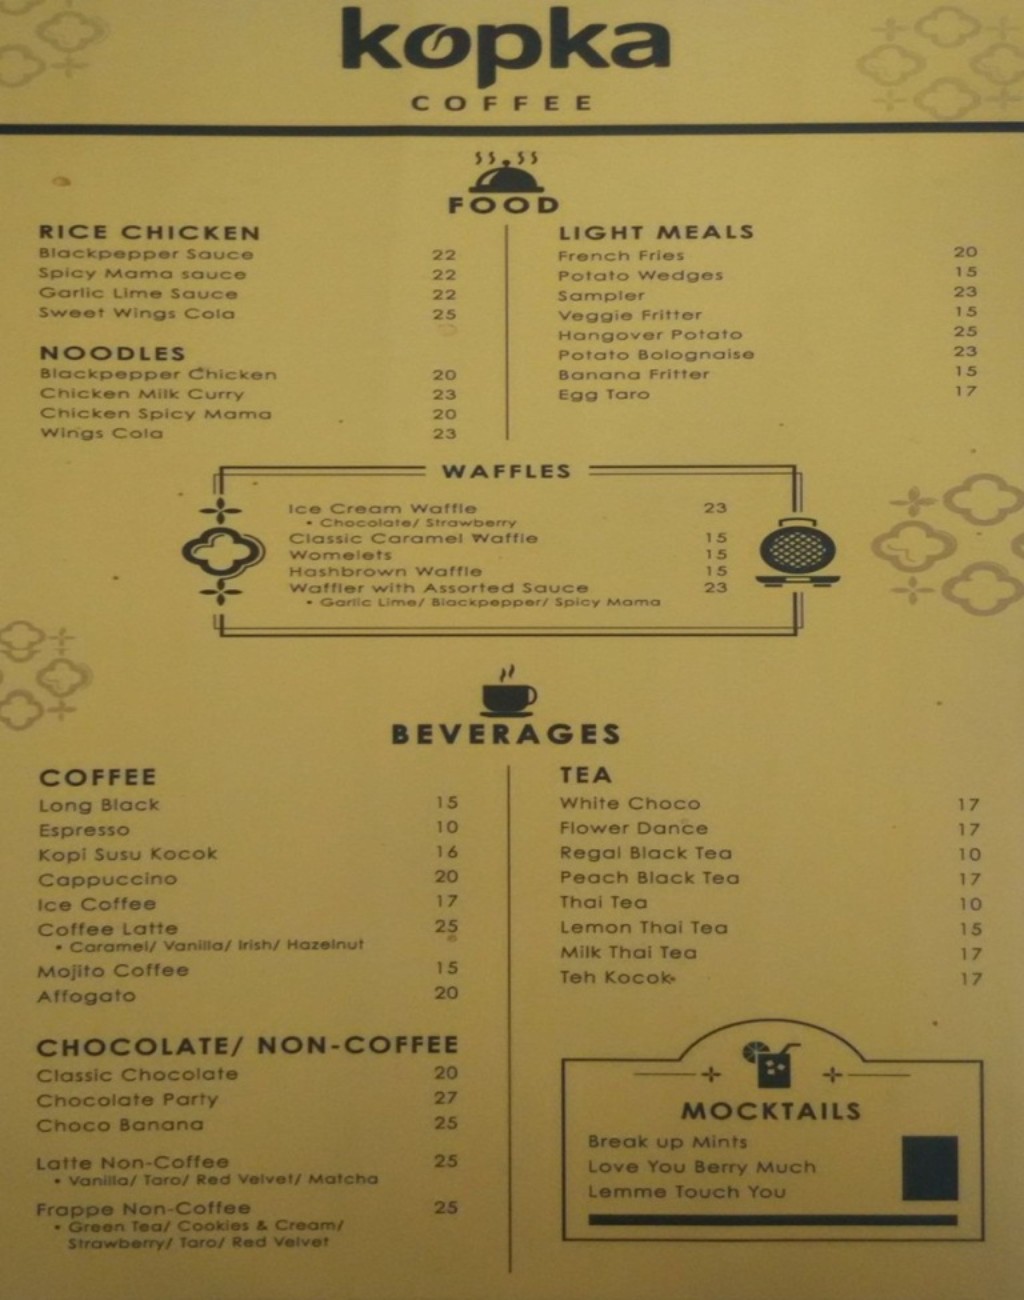 kopka
COFFEE
FOOD
RICE CHICKEN
Blackpepper Sauce 22
Spicy Mama sauce 22
Garlic Lime Sauce 22
Sweet Wings Cola 25
NOODLES
Blackpepper Chicken 20
Chicken Milk Curry 23
Chicken Spicy Mama 20
Wings Cola 23
LIGHT MEALS
French Fries 20
Potato Wedges 15
Sampler 23
Veggie Fritter 15
Hangover Potato 25
Potato Bolognaise 23
Banana Fritter 15
Egg Taro 17
WAFFLES
Ice Cream Waffle 23
• Chocolate/ Strawberry
Classic Caramel Waffle 15
Womelets 15
Hashbrown Waffle 15
Waffler with Assorted Sauce 23
• Garlic Lime/ Blackpepper/ Spicy Mama
BEVERAGES
COFFEE
Long Black 15
Espresso 10
Kopi Susu Kocok 16
Cappuccino 20
Ice Coffee 17
Coffee Latte 25
• Caramel/ Vanilla/ Irish/ Hazelnut
Mojito Coffee 15
Affogato 20
CHOCOLATE/ NON-COFFEE
Classic Chocolate 20
Chocolate Party 27
Choco Banana 25
Latte Non-Coffee 25
• Vanilla/ Taro/ Red Velvet/ Matcha
Frappe Non-Coffee 25
• Green Tea/ Cookies & Cream/
Strawberry/ Taro/ Red Velvet
TEA
White Choco 17
Flower Dance 17
Regal Black Tea 10
Peach Black Tea 17
Thai Tea 10
Lemon Thai Tea 15
Milk Thai Tea 17
Teh Kocok 17
MOCKTAILS
Break up Mints
Love You Berry Much
Lemme Touch You